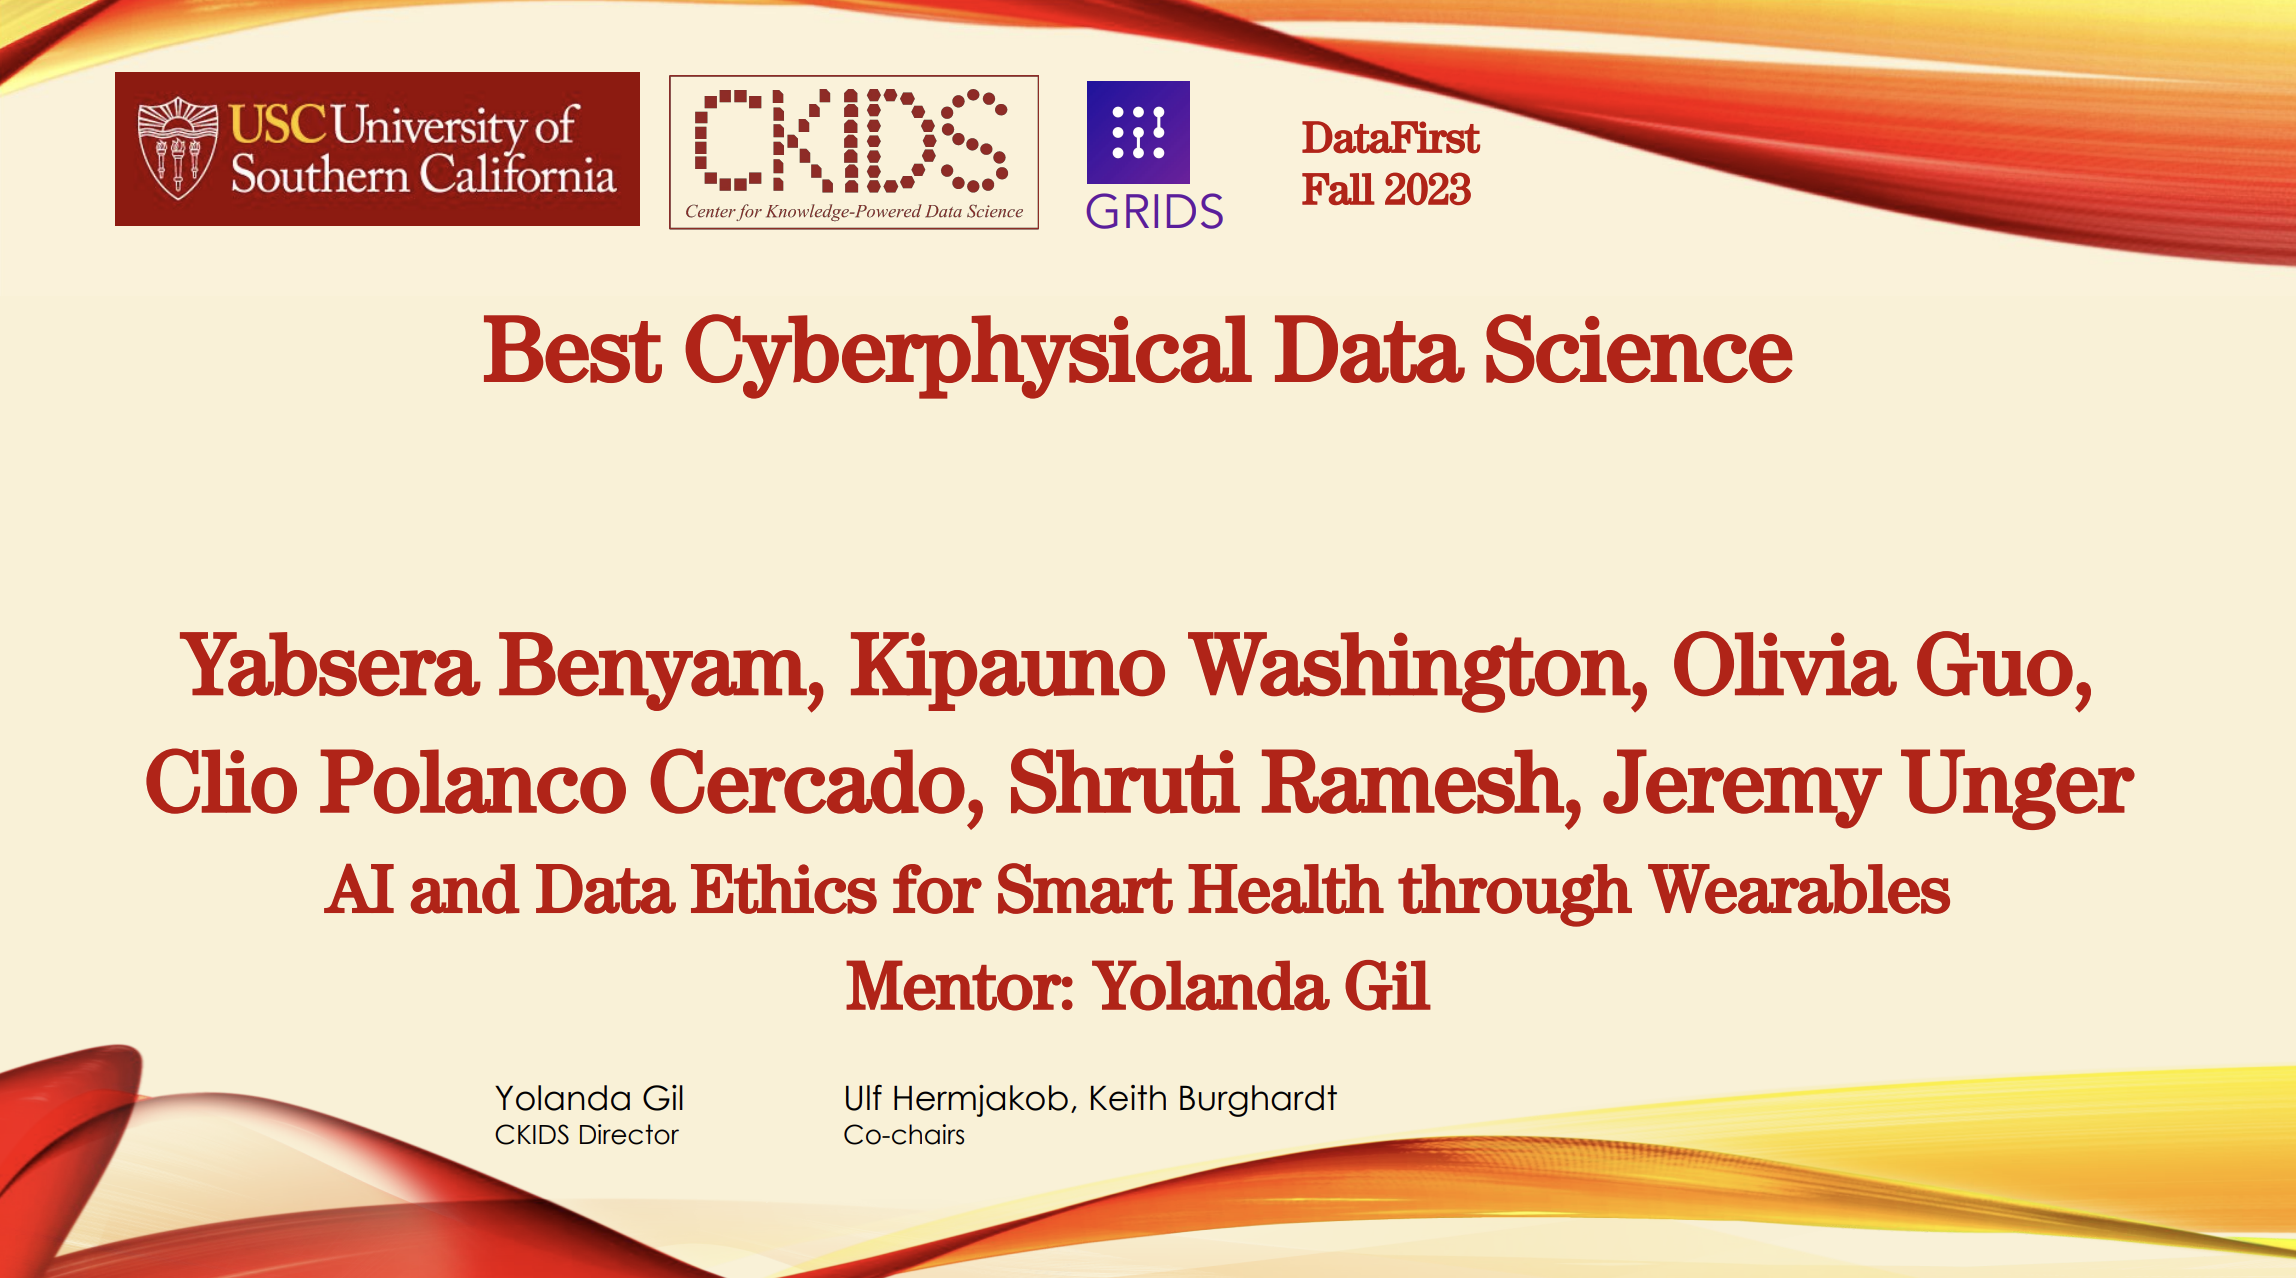 USC University of
Southern California
CKIDS
Center for Knowledge-Powered Data Science
GRIDS
DataFirst
Fall 2023
Best Cyberphysical Data Science
Yabsera Benyam, Kipauno Washington, Olivia Guo,
Clio Polanco Cercado, Shruti Ramesh, Jeremy Unger
AI and Data Ethics for Smart Health through Wearables
Mentor: Yolanda Gil
Yolanda Gil
CKIDS Director
Ulf Hermjakob, Keith Burghardt
Co-chairs